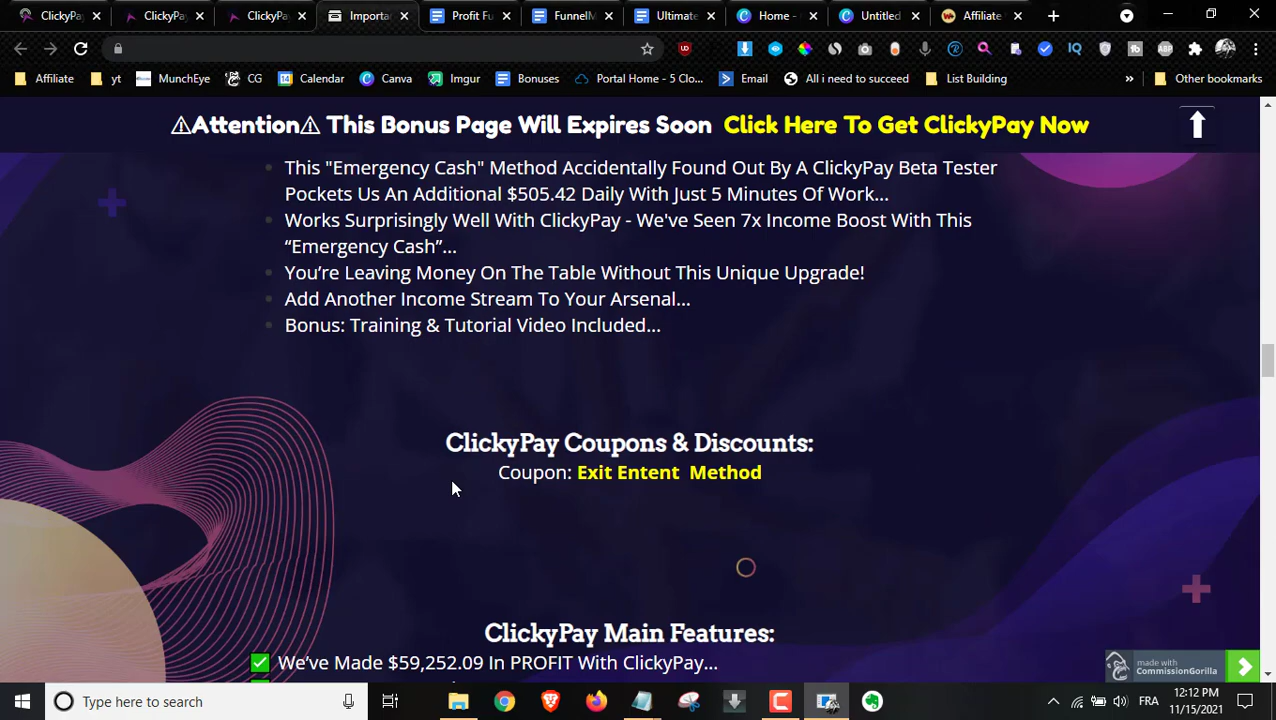 ClickyPay
ClickyPay
ClickyPay
Importa
Profit Fu
FunnelM
Ultimate
Home -
Untitled
Affiliate
Affiliate
yt
MunchEye
CG
Calendar
Canva
Imgur
Bonuses
Portal Home - 5 Clo...
Email
All i need to succeed
List Building
»
Other bookmarks
⚠Attention⚠ This Bonus Page Will Expires Soon Click Here To Get ClickyPay Now
This "Emergency Cash" Method Accidentally Found Out By A ClickyPay Beta Tester
Pockets Us An Additional $505.42 Daily With Just 5 Minutes Of Work...
Works Surprisingly Well With ClickyPay - We've Seen 7x Income Boost With This
“Emergency Cash”...
You’re Leaving Money On The Table Without This Unique Upgrade!
Add Another Income Stream To Your Arsenal...
Bonus: Training & Tutorial Video Included...
ClickyPay Coupons & Discounts:
Coupon: Exit Entent Method
ClickyPay Main Features:
We’ve Made $59,252.09 In PROFIT With ClickyPay...
made with
CommissionGorilla
Type here to search
FRA
12:12 PM
11/15/2021